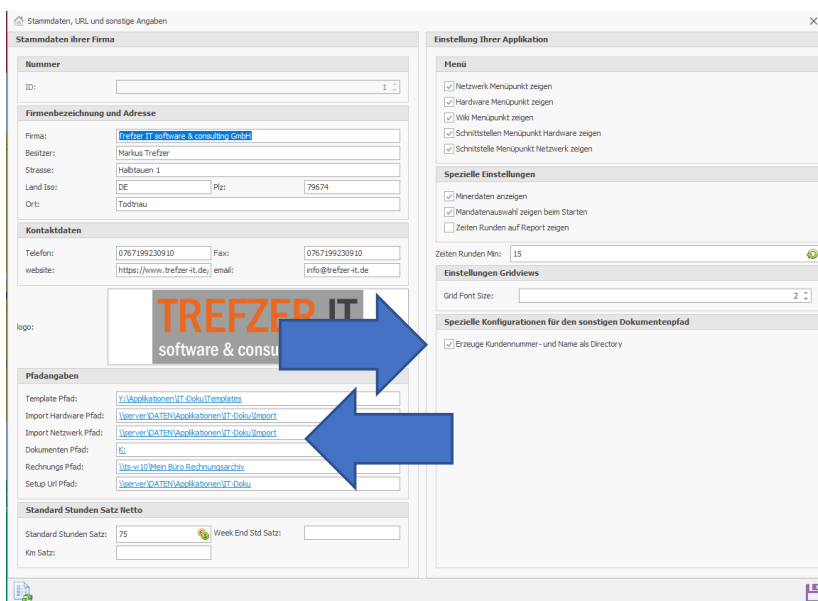 Stammdaten, URL und sonstige Angaben
Stammdaten ihrer Firma
Nummer
ID: 1
Firmenbezeichnung und Adresse
Firma: Trefzer IT software & consulting GmbH
Besitzer: Markus Trefzer
Strasse: Halbtauen 1
Land Iso: DE Plz: 79674
Ort: Todtnau
Kontaktdaten
Telefon: 0767199230910 Fax: 0767199230910
website: https://www.trefzer-it.de/ email: info@trefzer-it.de
logo:
TREFZER IT
software & consu
Pfadangaben
Template Pfad: Y:\Applikationen\IT-Doku\Templates
Import Hardware Pfad: \\server\DATEN\Applikationen\IT-Doku\Import
Import Netzwerk Pfad: \\server\DATEN\Applikationen\IT-Doku\Import
Dokumenten Pfad: K:
Rechnungs Pfad: \\ts-w10\Mein Büro Rechnungsarchiv
Setup Url Pfad: \\server\DATEN\Applikationen\IT-Doku
Standard Stunden Satz Netto
Standard Stunden Satz: 75 Week End Std Satz:
Km Satz:
Einstellung Ihrer Applikation
Menü
Netzwerk Menüpunkt zeigen
Hardware Menüpunkt zeigen
Wiki Menüpunkt zeigen
Schnittstellen Menüpunkt Hardware zeigen
Schnitstelle Menüpunkt Netzwerk zeigen
Spezielle Einstellungen
Minerdaten anzeigen
Mandatenauswahl zeigen beim Starten
Zeiten Runden auf Report zeigen
Zeiten Runden Min: 15
Einstellungen Gridviews
Grid Font Size: 2
Spezielle Konfigurationen für den sonstigen Dokumentenpfad
Erzeuge Kundennummer- und Name als Directory